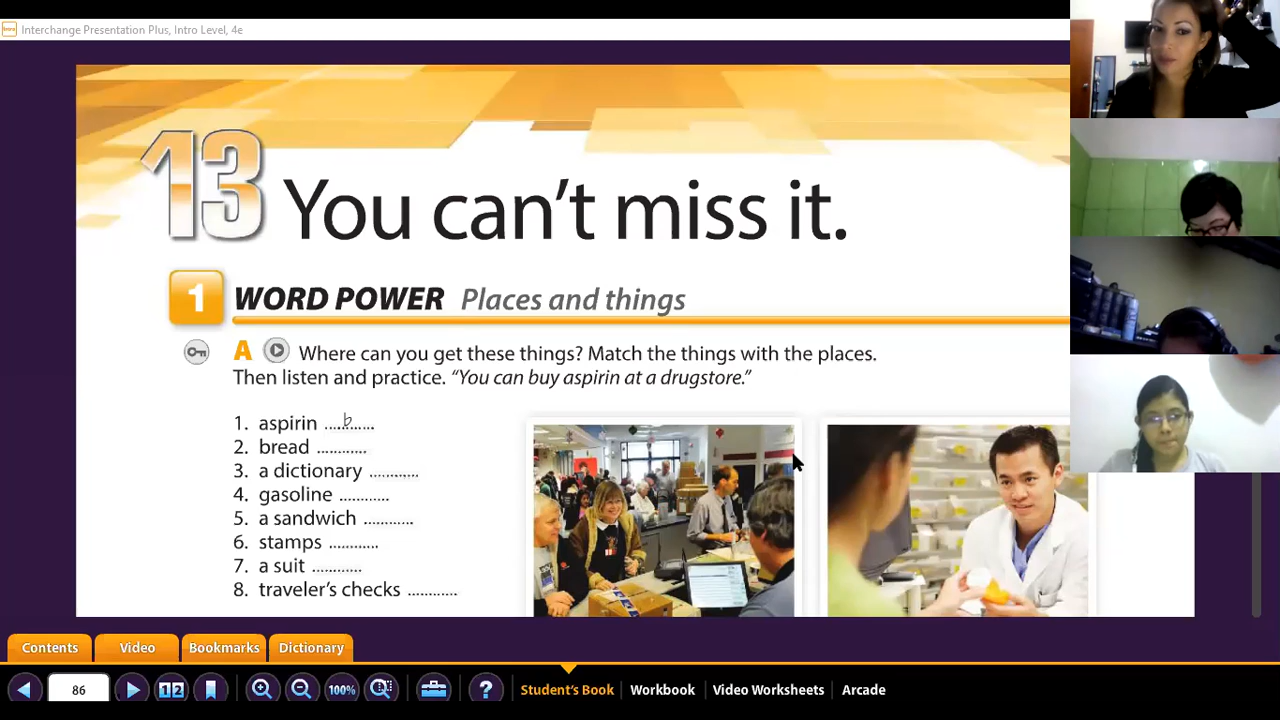 Interchange Presentation Plus, Intro Level, 4e
13 You can't miss it.
1 WORD POWER Places and things
A Where can you get these things? Match the things with the places.
Then listen and practice. "You can buy aspirin at a drugstore."
1. aspirin ....b.......
2. bread ............
3. a dictionary ............
4. gasoline ............
5. a sandwich ............
6. stamps ............
7. a suit ............
8. traveler's checks ............
Contents Video Bookmarks Dictionary
86 12 100% ? Student's Book Workbook Video Worksheets Arcade